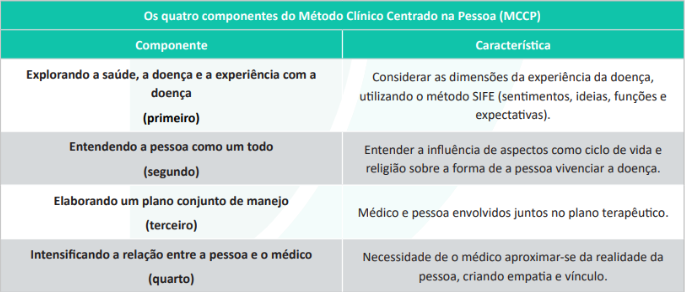 Os quatro componentes do Método Clínico Centrado na Pessoa (MCCP)
Componente
Característica
Explorando a saúde, a doença e a experiência com a
doença
(primeiro)
Considerar as dimensões da experiência da doença,
utilizando o método SIFE (sentimentos, ideias, funções e
expectativas).
Entendendo a pessoa como um todo
(segundo)
Entender a influência de aspectos como ciclo de vida e
religião sobre a forma de a pessoa vivenciar a doença.
Elaborando um plano conjunto de manejo
(terceiro)
Médico e pessoa envolvidos juntos no plano terapêutico.
Intensificando a relação entre a pessoa e o médico
(quarto)
Necessidade de o médico aproximar-se da realidade da
pessoa, criando empatia e vínculo.